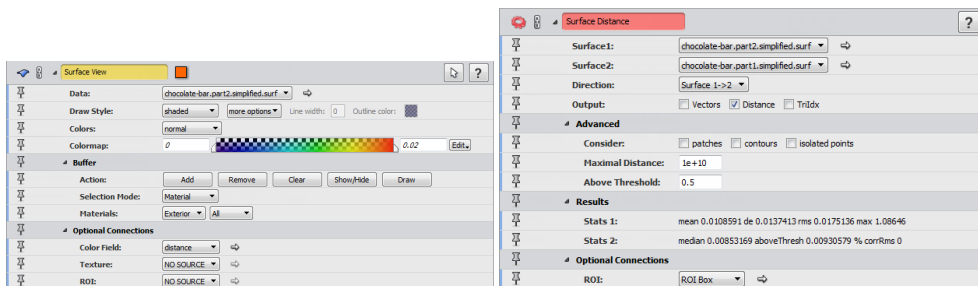 Surface View
?
Data: chocolate-bar.part2.simplified.surf
Draw Style: shaded more options Line width: 0 Outline color:
Colors: normal
Colormap: 0 0.02 Edit
Buffer
Action: Add Remove Clear Show/Hide Draw
Selection Mode: Material
Materials: Exterior All
Optional Connections
Color Field: distance
Texture: NO SOURCE
ROI: NO SOURCE
Surface Distance
?
Surface1: chocolate-bar.part2.simplified.surf
Surface2: chocolate-bar.part1.simplified.surf
Direction: Surface 1->2
Output: Vectors Distance TriIdx
Advanced
Consider: patches contours isolated points
Maximal Distance: 1e+10
Above Threshold: 0.5
Results
Stats 1: mean 0.0108591 de 0.0137413 rms 0.0175136 max 1.08646
Stats 2: median 0.00853169 aboveThresh 0.00930579 % corrRms 0
Optional Connections
ROI: ROI Box